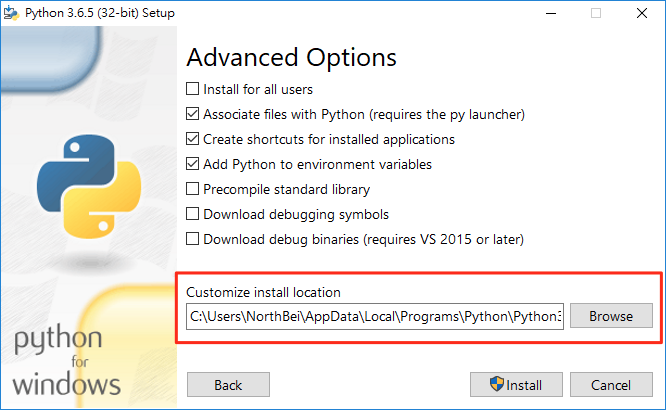 Python 3.6.5 (32-bit) Setup
Advanced Options
Install for all users
Associate files with Python (requires the py launcher)
Create shortcuts for installed applications
Add Python to environment variables
Precompile standard library
Download debugging symbols
Download debug binaries (requires VS 2015 or later)
Customize install location
C:\Users\NorthBei\AppData\Local\Programs\Python\Python3
Browse
python
for
windows
Back
Install
Cancel